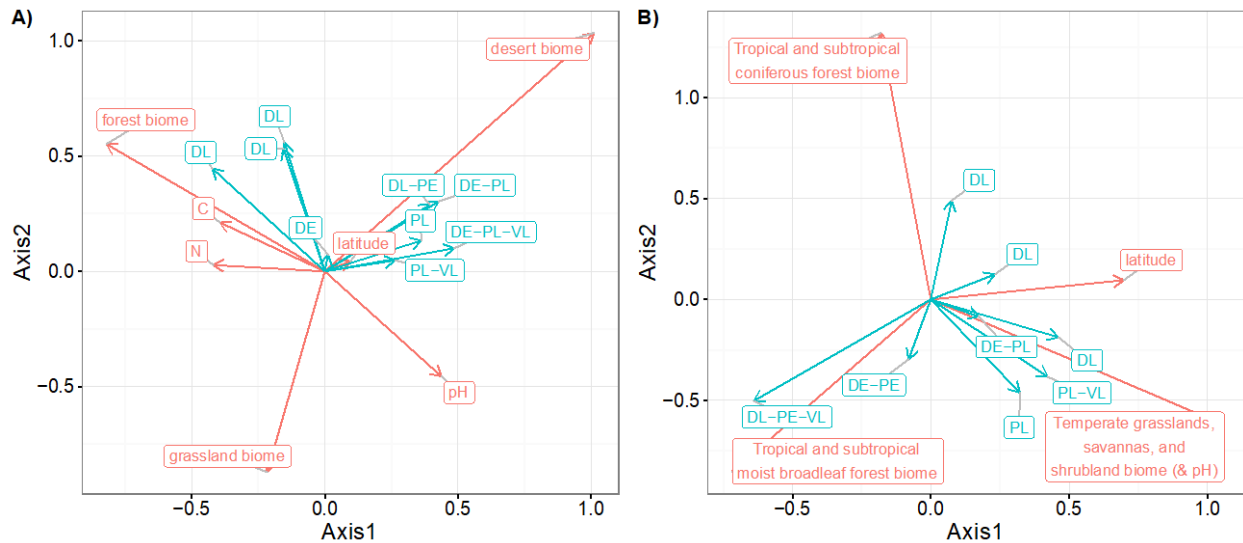 A)
desert biome
1.0
DL
forest biome
DL
0.5
DL
DL−PE
DE−PL
C
PL
DE
DE−PL−VL
latitude
N
PL−VL
0.0
−0.5
pH
grassland biome
Axis2
−0.5
0.0
0.5
1.0
Axis1
B)
Tropical and subtropical
coniferous forest biome
1.0
DL
0.5
DL
latitude
0.0
DE−PL
DL
DE−PE
PL−VL
−0.5
DL−PE−VL
PL
Temperate grasslands,
savannas, and
shrubland biome (& pH)
Tropical and subtropical
moist broadleaf forest biome
Axis2
−0.5
0.0
0.5
1.0
Axis1